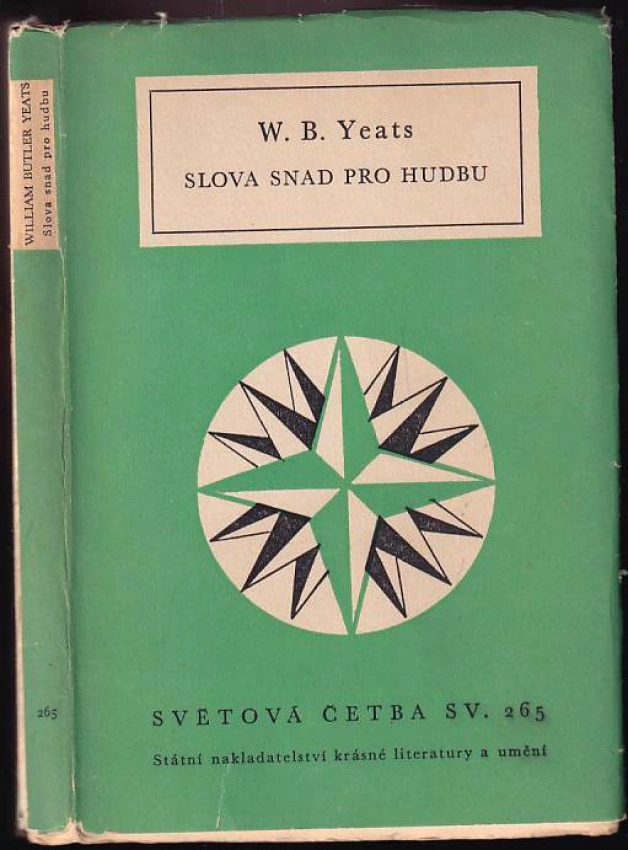 WILLIAM BUTLER YEATS
Slova snad pro hudbu
265
W. B. Yeats
SLOVA SNAD PRO HUDBU
SVĚTOVÁ ČETBA SV. 265
Státní nakladatelství krásné literatury a umění